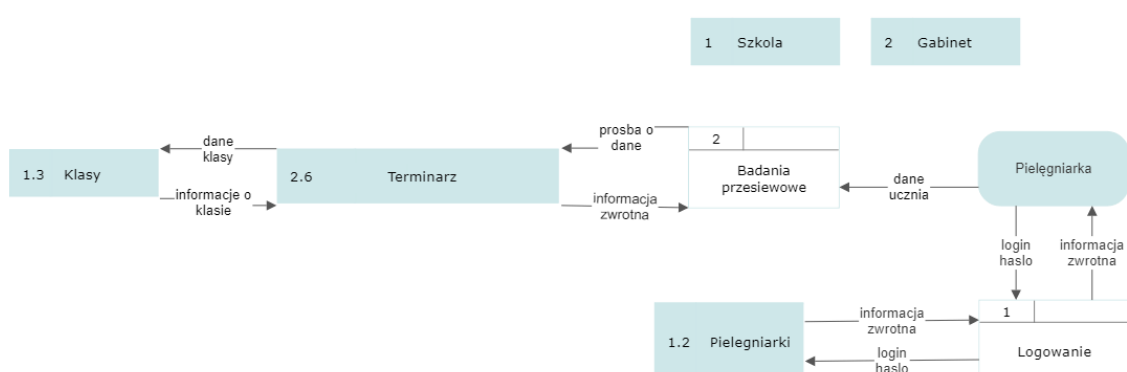 1 Szkola
2 Gabinet
prosba o
dane
2
dane
klasy
1.3 Klasy
2.6 Terminarz
Badania
przesiewowe
Pielęgniarka
dane
ucznia
informacje o
klasie
informacja
zwrotna
login
haslo
informacja
zwrotna
1
informacja
zwrotna
1.2 Pielegniarki
Logowanie
login
haslo